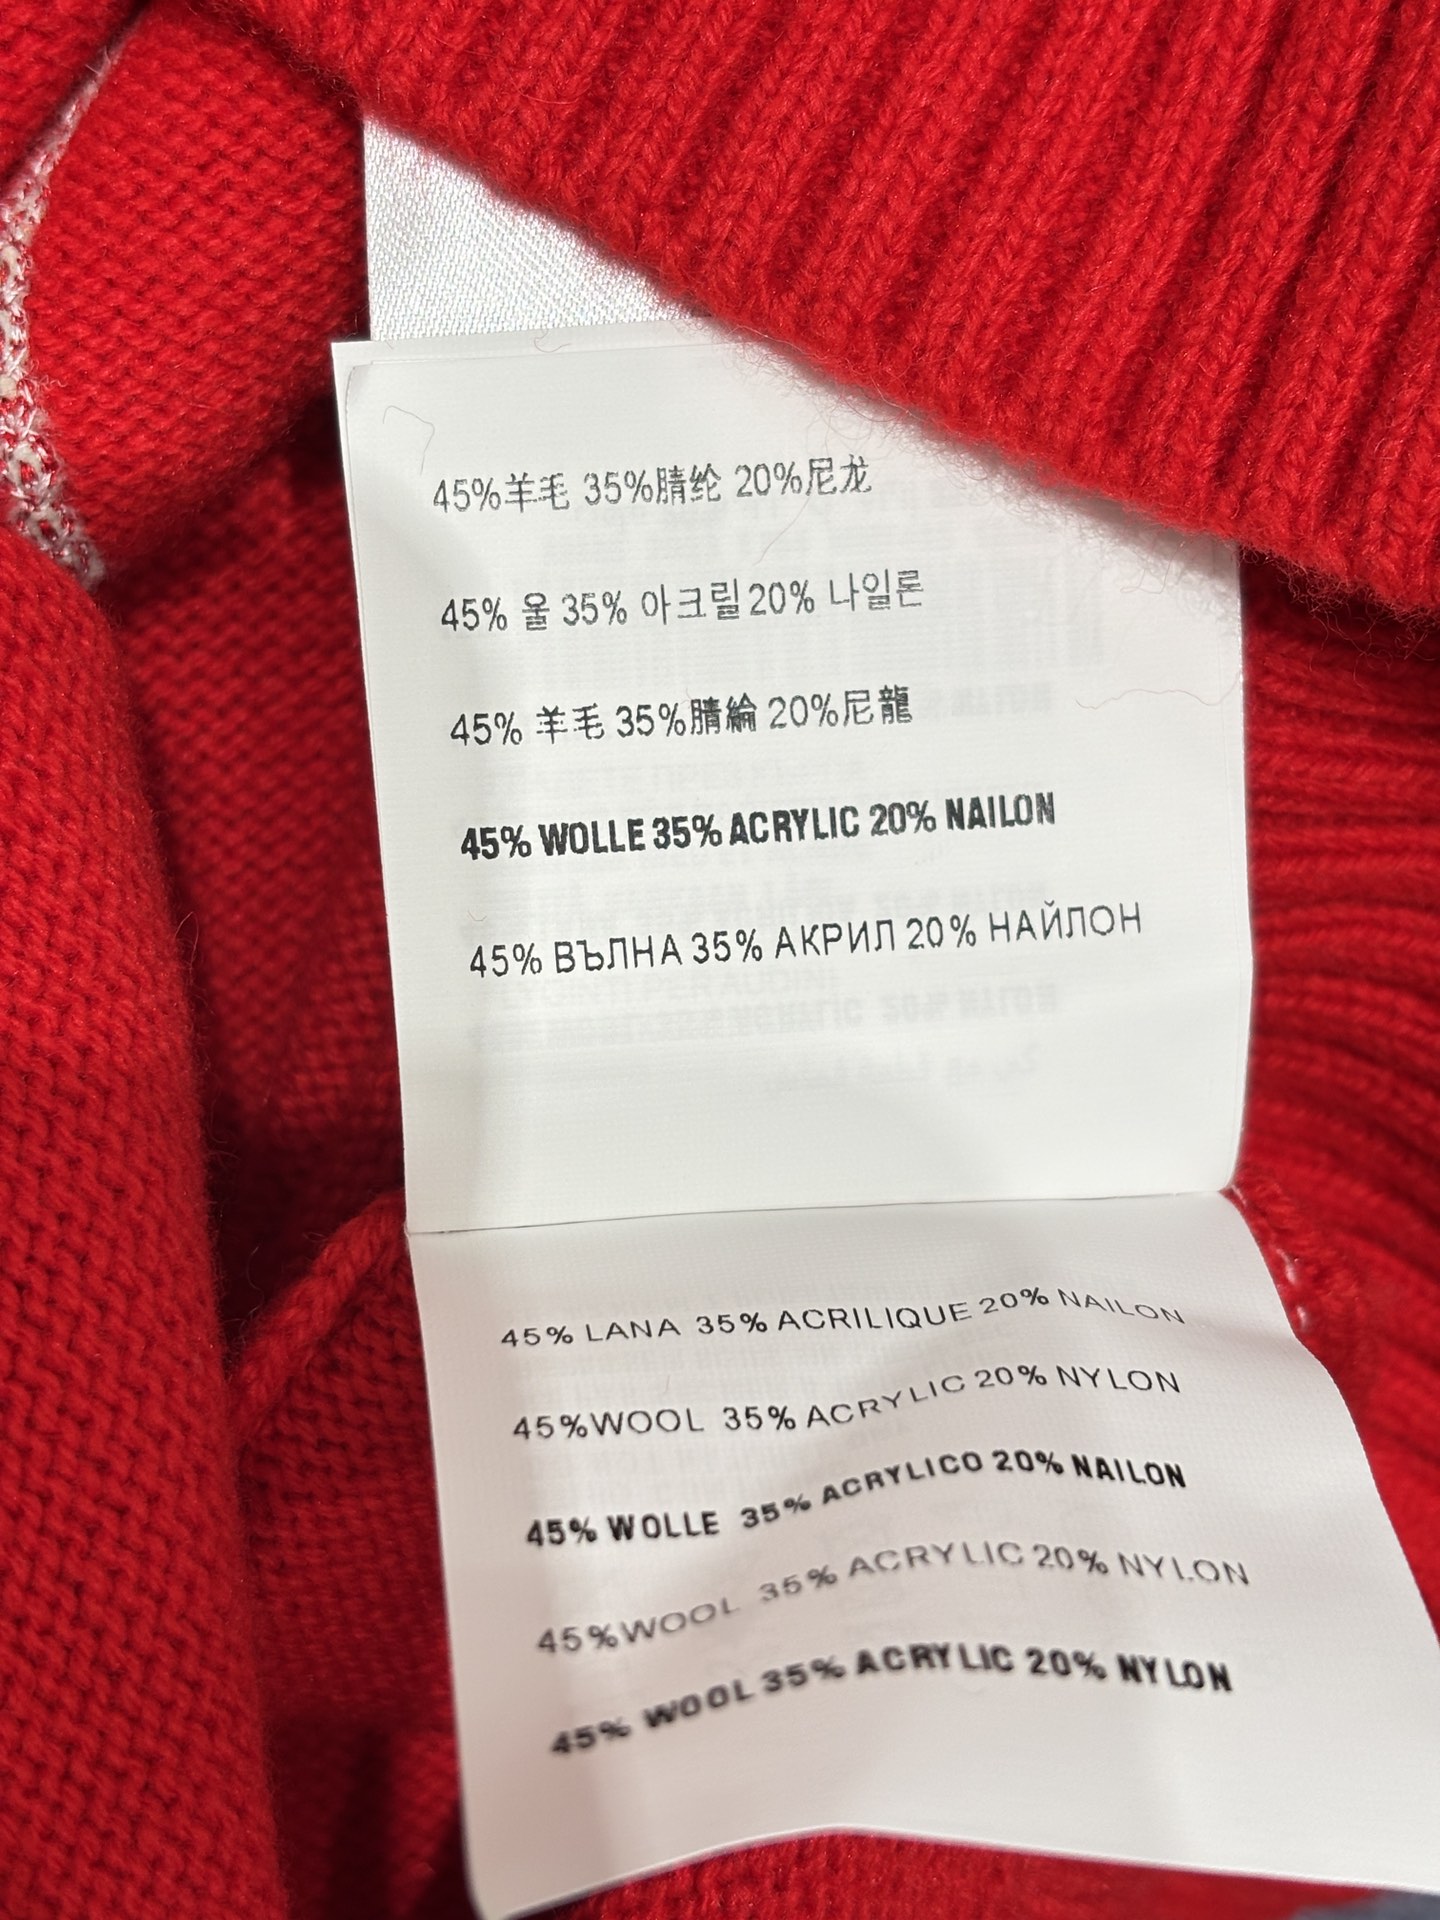 45%羊毛 35%腈纶 20%尼龙
45% 울 35% 아크릴 20% 나일론
45% 羊毛 35%腈綸 20%尼龍
45% WOLLE 35% ACRYLIC 20% NAILON
45% ВЪЛНА 35% АКРИЛ 20% НАЙЛОН
45% LANA 35% ACRILIQUE 20% NAILON
45%WOOL 35% ACRYLIC 20% NYLON
45% WOLLE 35% ACRYLICO 20% NAILON
45%WOOL 35% ACRYLIC 20% NYLON
45% WOOL 35% ACRYLIC 20% NYLON